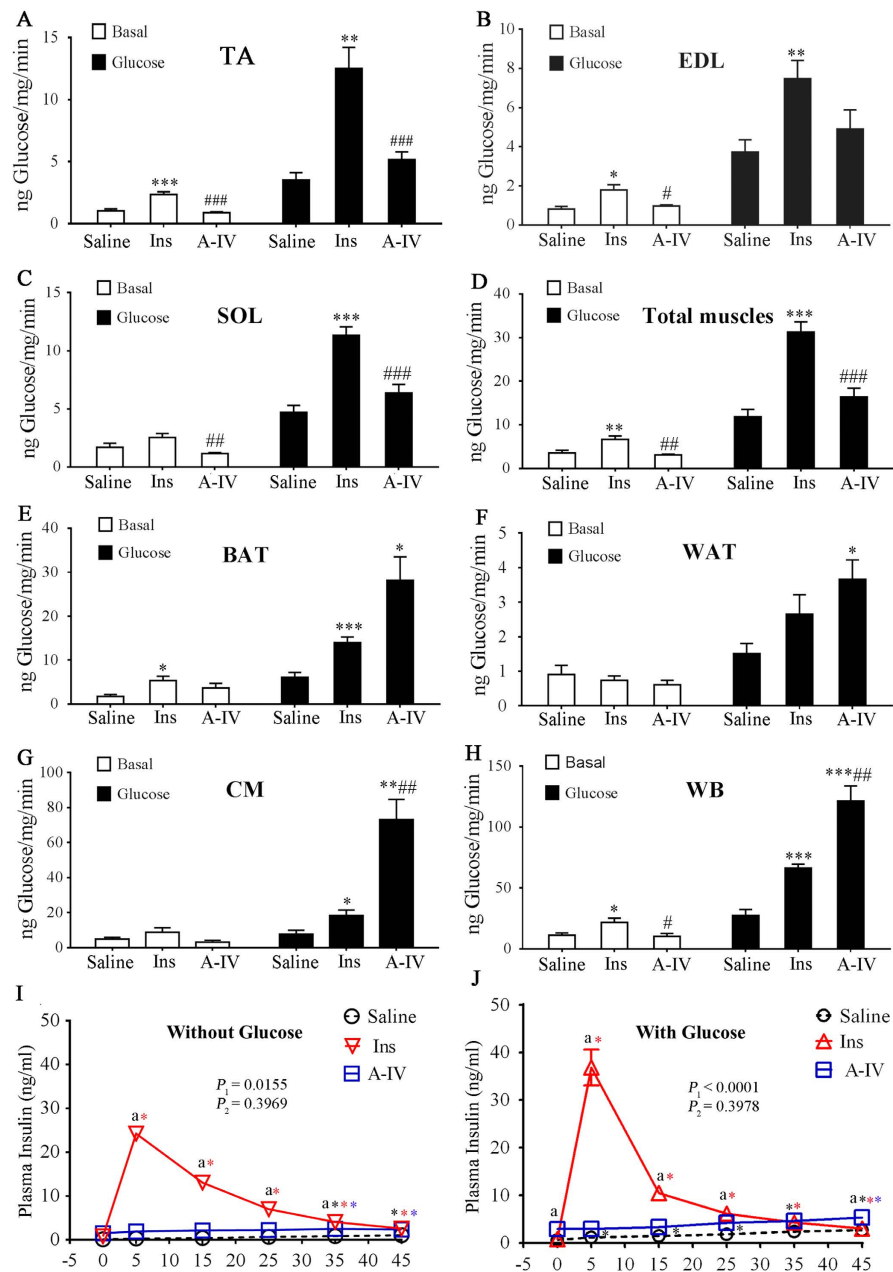 A
Basal
Glucose
TA
ng Glucose/mg/min
15
10
5
0
***
###
**
###
Saline Ins A-IV Saline Ins A-IV
B
Basal
Glucose
EDL
ng Glucose/mg/min
8
6
4
2
0
*
#
**
Saline Ins A-IV Saline Ins A-IV
C
Basal
Glucose
SOL
ng Glucose/mg/min
15
10
5
0
##
***
###
Saline Ins A-IV Saline Ins A-IV
D
Basal
Glucose
Total muscles
ng Glucose/mg/min
40
30
20
10
0
**
##
***
###
Saline Ins A-IV Saline Ins A-IV
E
Basal
Glucose
BAT
ng Glucose/mg/min
40
30
20
10
0
*
***
*
Saline Ins A-IV Saline Ins A-IV
F
Basal
Glucose
WAT
ng Glucose/mg/min
5
4
3
2
1
0
*
Saline Ins A-IV Saline Ins A-IV
G
Basal
Glucose
CM
ng Glucose/mg/min
100
80
60
40
20
0
*
**##
Saline Ins A-IV Saline Ins A-IV
H
Basal
Glucose
WB
ng Glucose/mg/min
150
100
50
0
*
#
***
***##
Saline Ins A-IV Saline Ins A-IV
I
Without Glucose
Saline
Ins
A-IV
P1 = 0.0155
P2 = 0.3969
Plasma Insulin (ng/ml)
50
40
30
20
10
0
a*
a*
a*
a***
***
-5 0 5 15 25 35 45
J
With Glucose
Saline
Ins
A-IV
P1 < 0.0001
P2 = 0.3978
Plasma Insulin (ng/ml)
50
40
30
20
10
0
a
a*
*
a*
*
a*
*
**
a***
-5 0 5 15 25 35 45